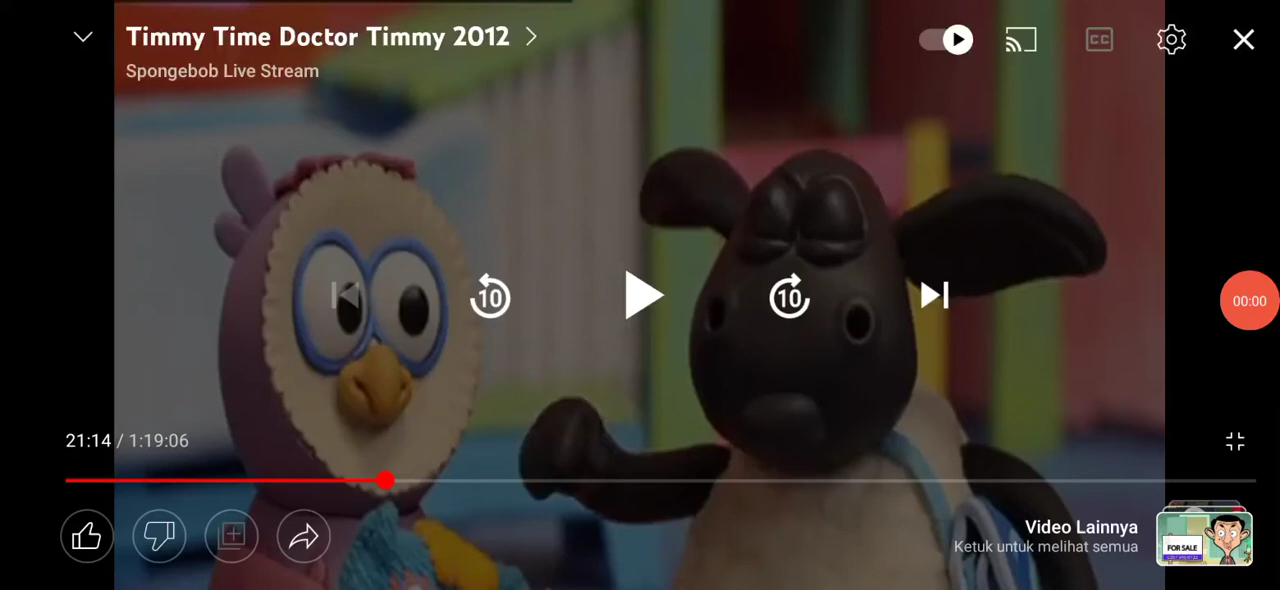 Timmy Time Doctor Timmy 2012
Spongebob Live Stream
CC
10
10
00:00
21:14 / 1:19:06
Video Lainnya
Ketuk untuk melihat semua
FOR SALE